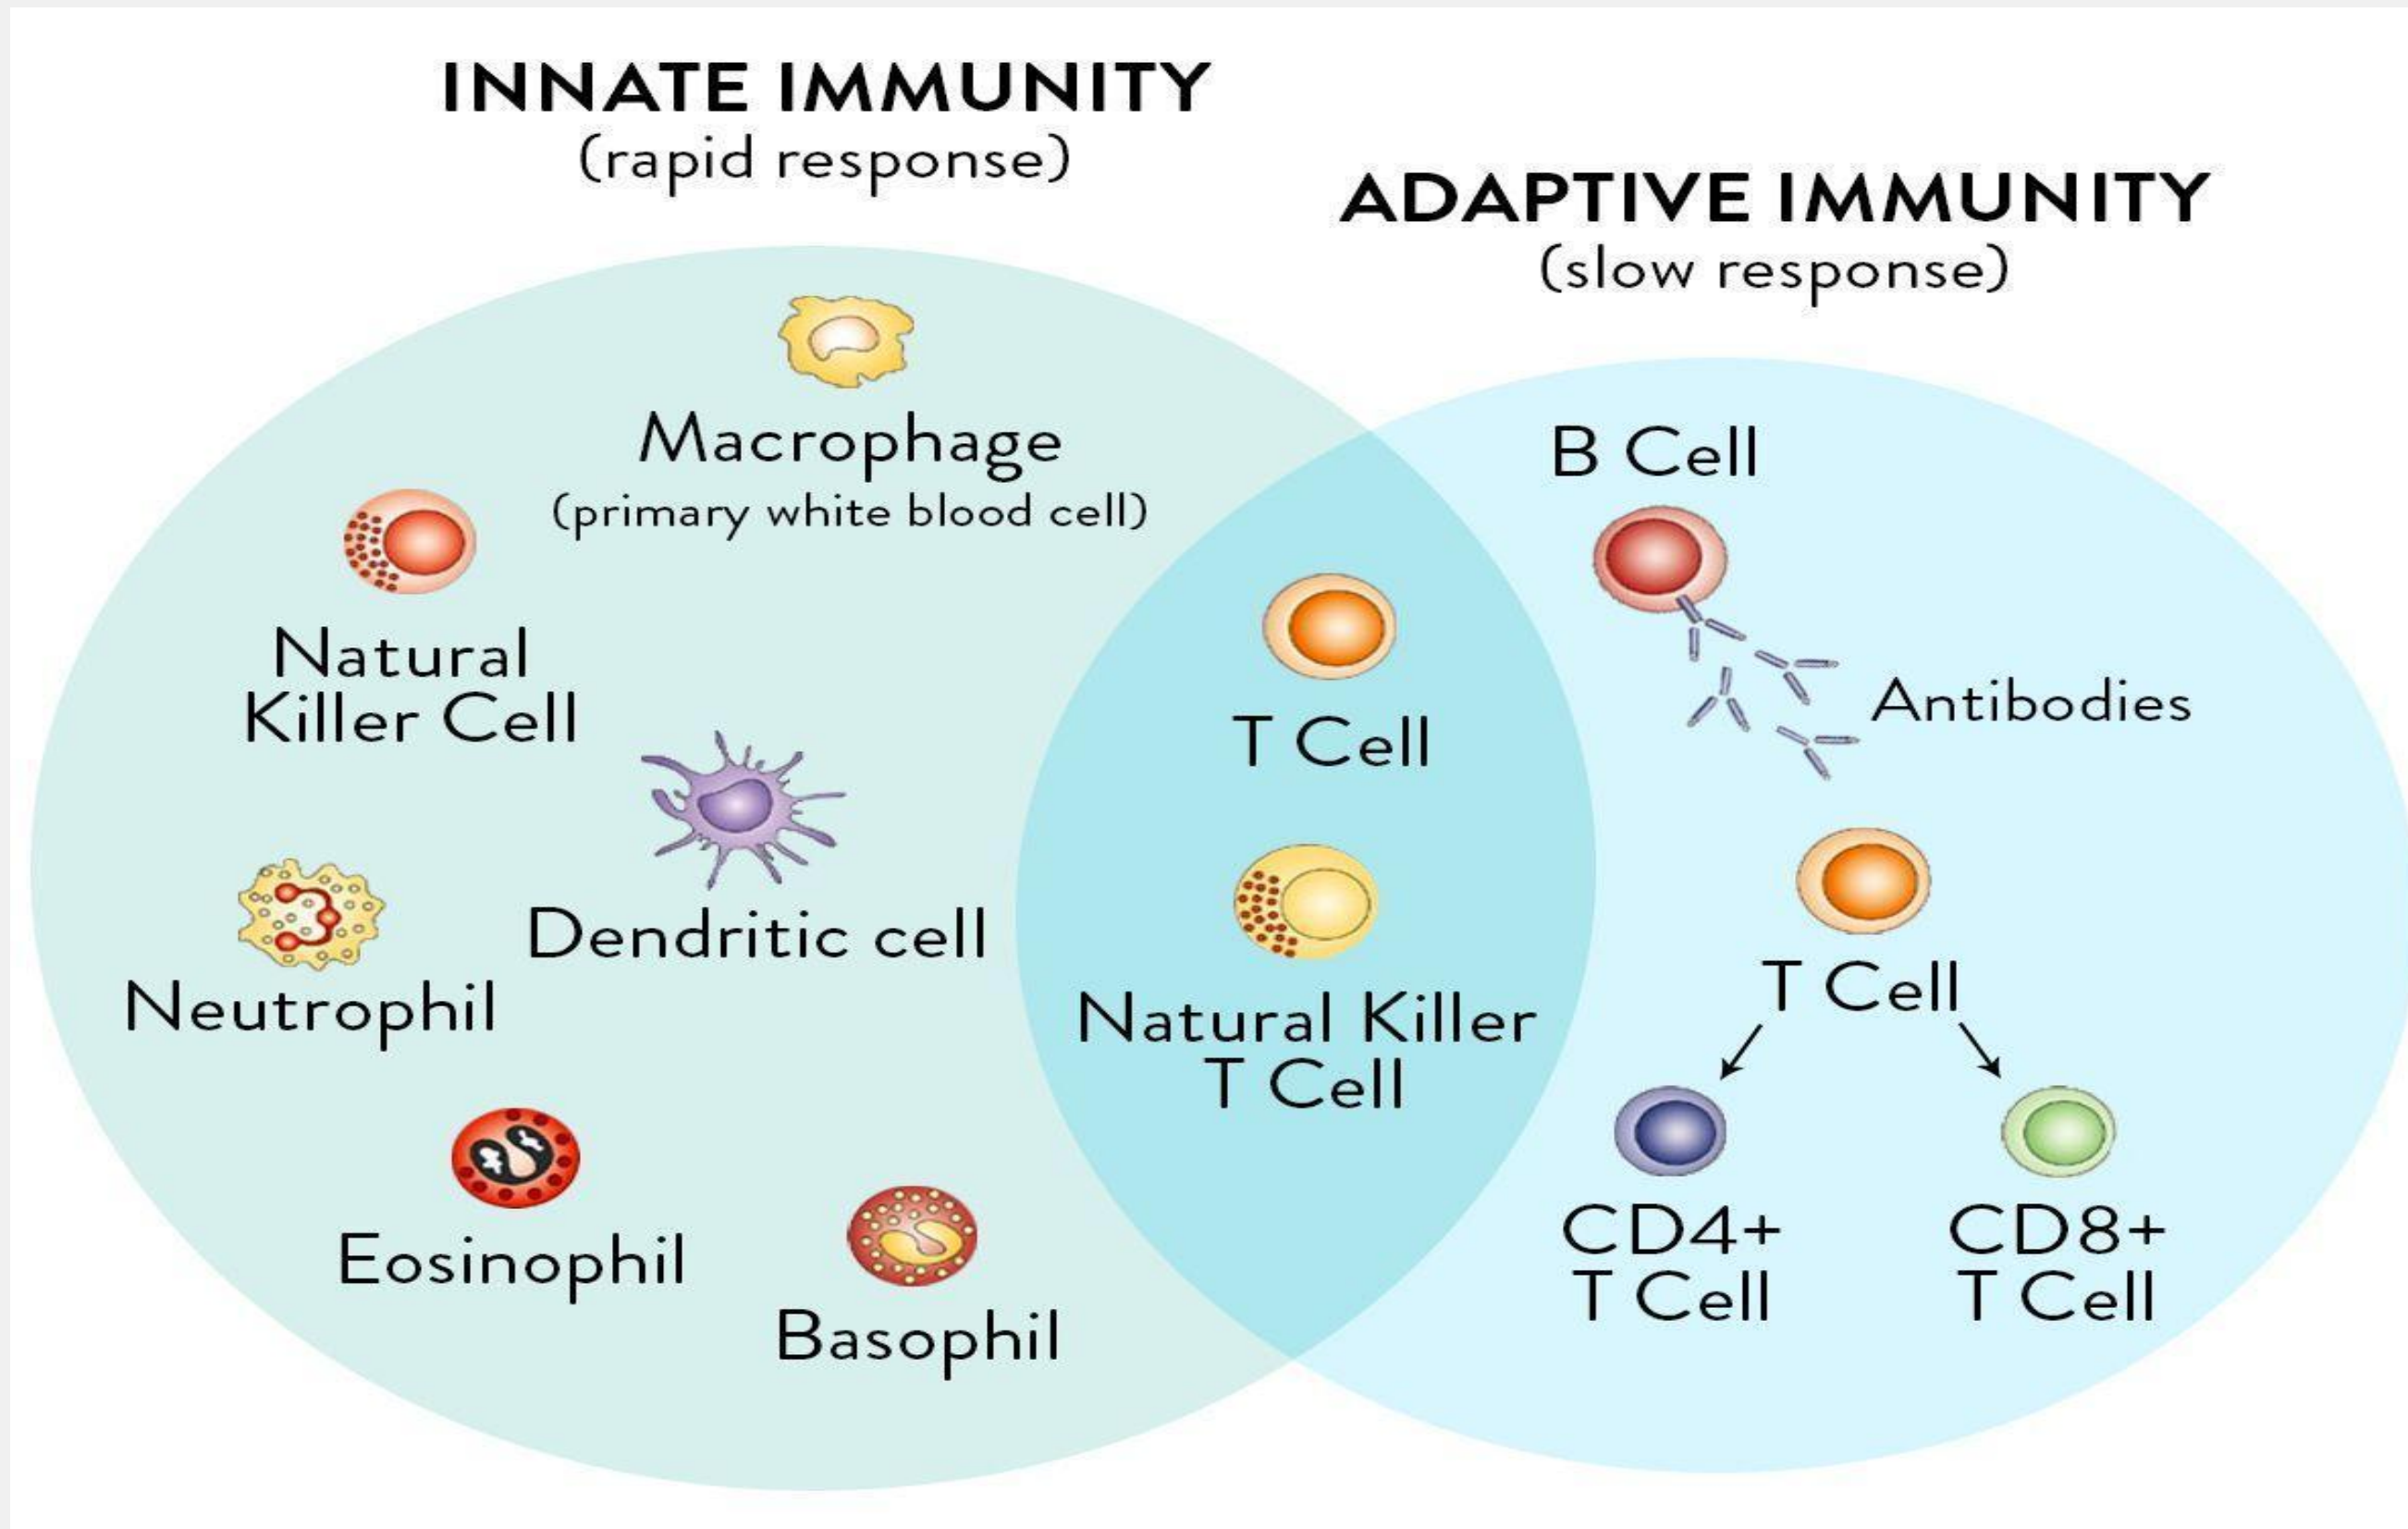 INNATE IMMUNITY
(rapid response)
ADAPTIVE IMMUNITY
(slow response)
Macrophage
(primary white blood cell)
Natural
Killer Cell
Dendritic cell
Neutrophil
Eosinophil
Basophil
T Cell
Natural Killer
T Cell
B Cell
Antibodies
T Cell
CD4+
T Cell
CD8+
T Cell